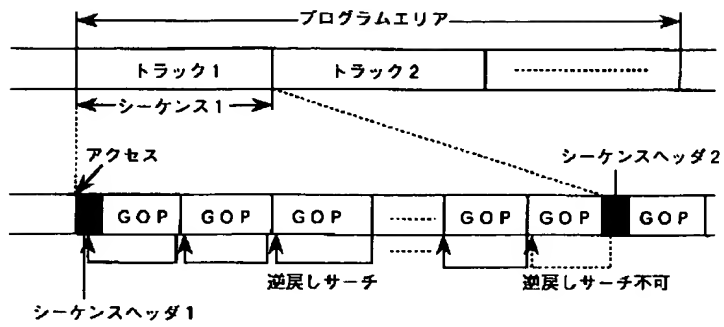 プログラムエリア
トラック1 トラック2 ...............
シーケンス1
アクセス
シーケンスヘッダ2
GOP GOP GOP ....... GOP GOP GOP
......
逆戻しサーチ 逆戻しサーチ不可
シーケンスヘッダ1